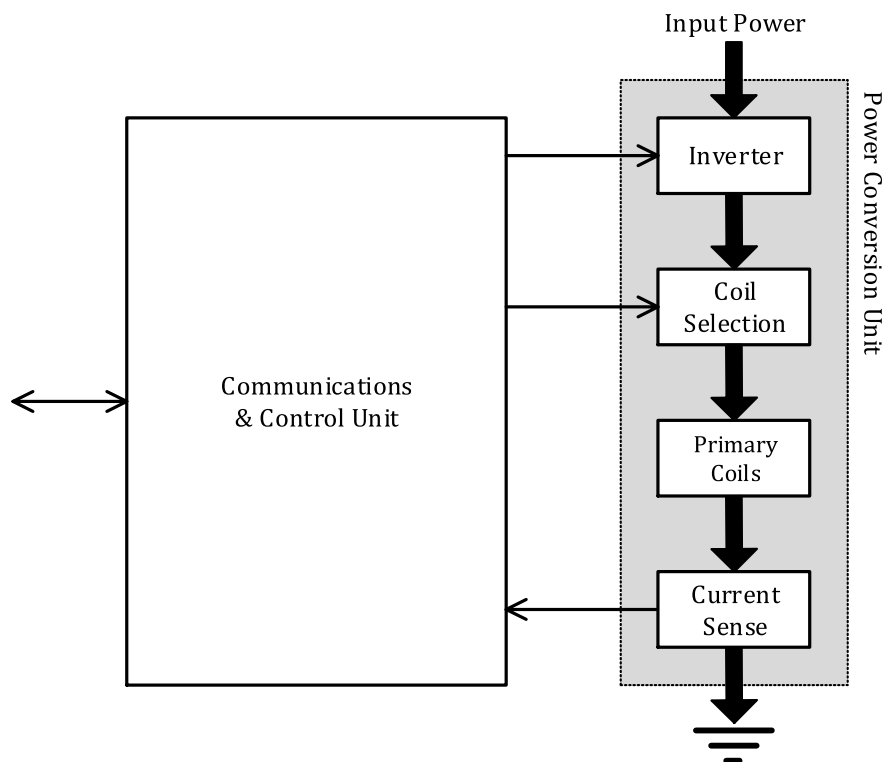 Input Power
Inverter
Coil
Selection
Communications
& Control Unit
Primary
Coils
Current
Sense
Power Conversion Unit